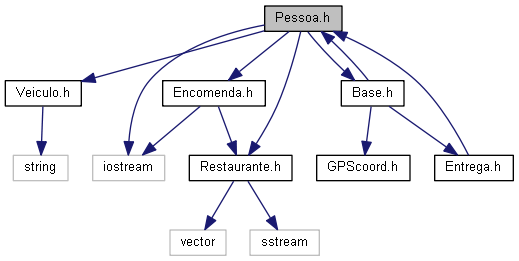 Pessoa.h
Veiculo.h
Encomenda.h
Base.h
string
iostream
Restaurante.h
GPScoord.h
Entrega.h
vector
sstream